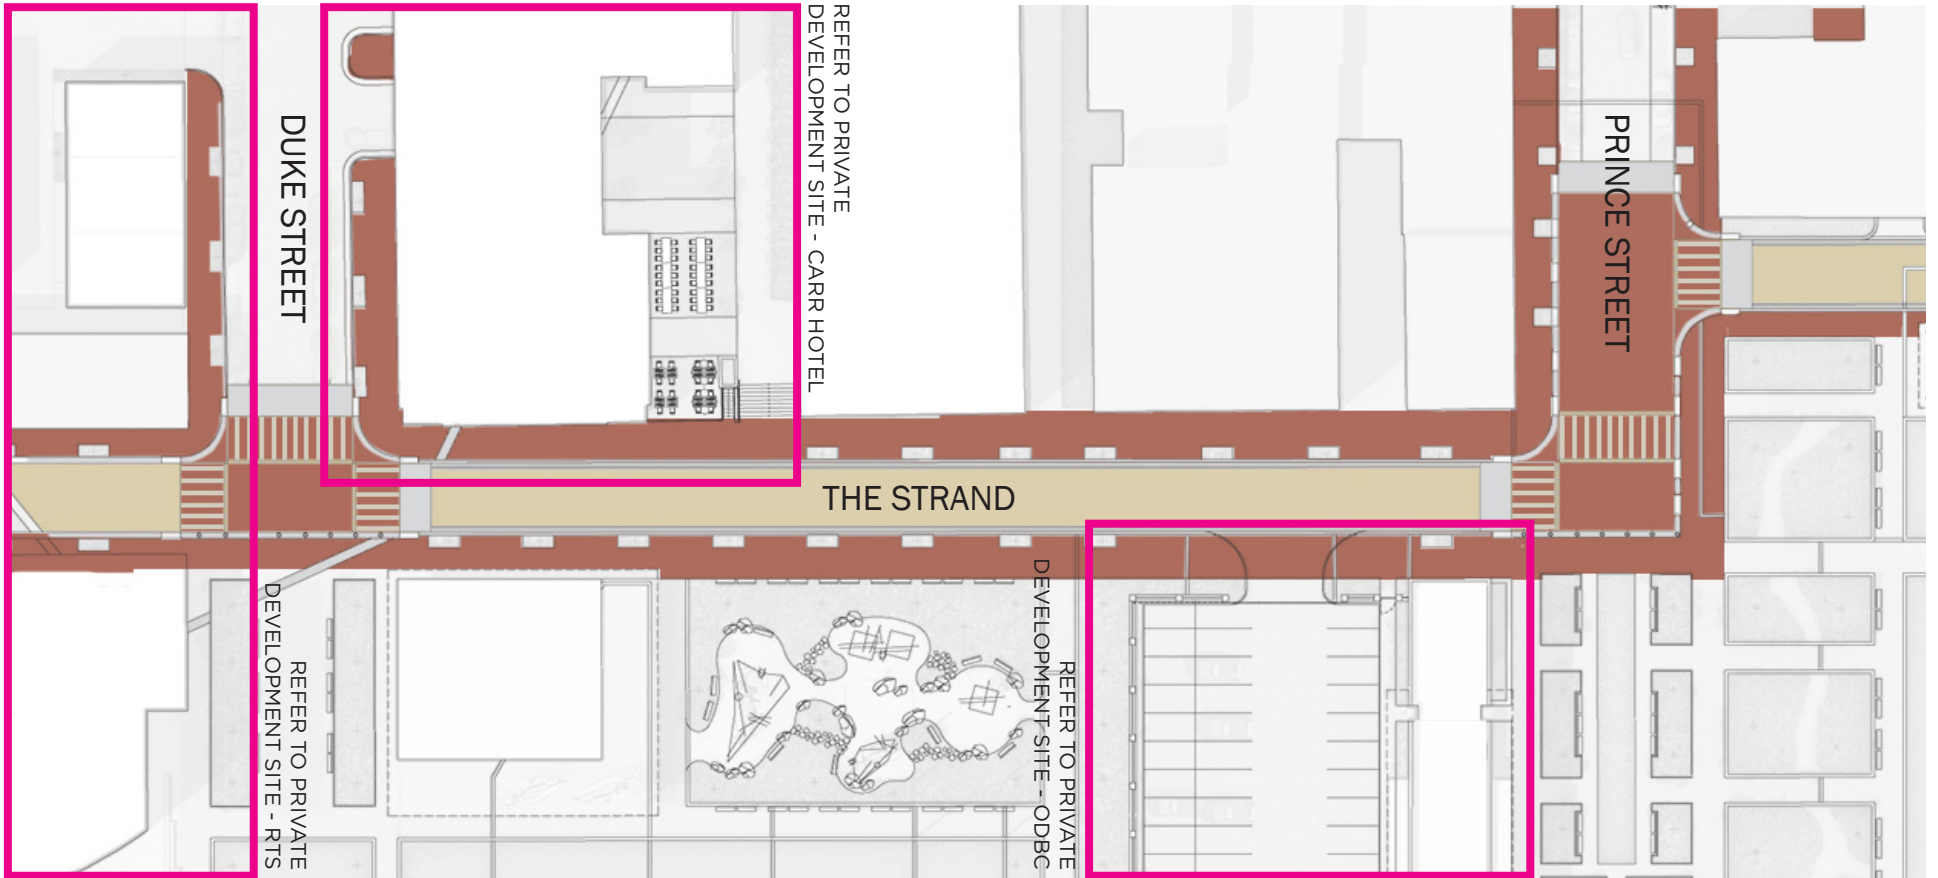 DUKE STREET
REFER TO PRIVATE
DEVELOPMENT SITE - CARR HOTEL
PRINCE STREET
THE STRAND
REFER TO PRIVATE
DEVELOPMENT SITE - RTS
REFER TO PRIVATE
DEVELOPMENT SITE - ODBC